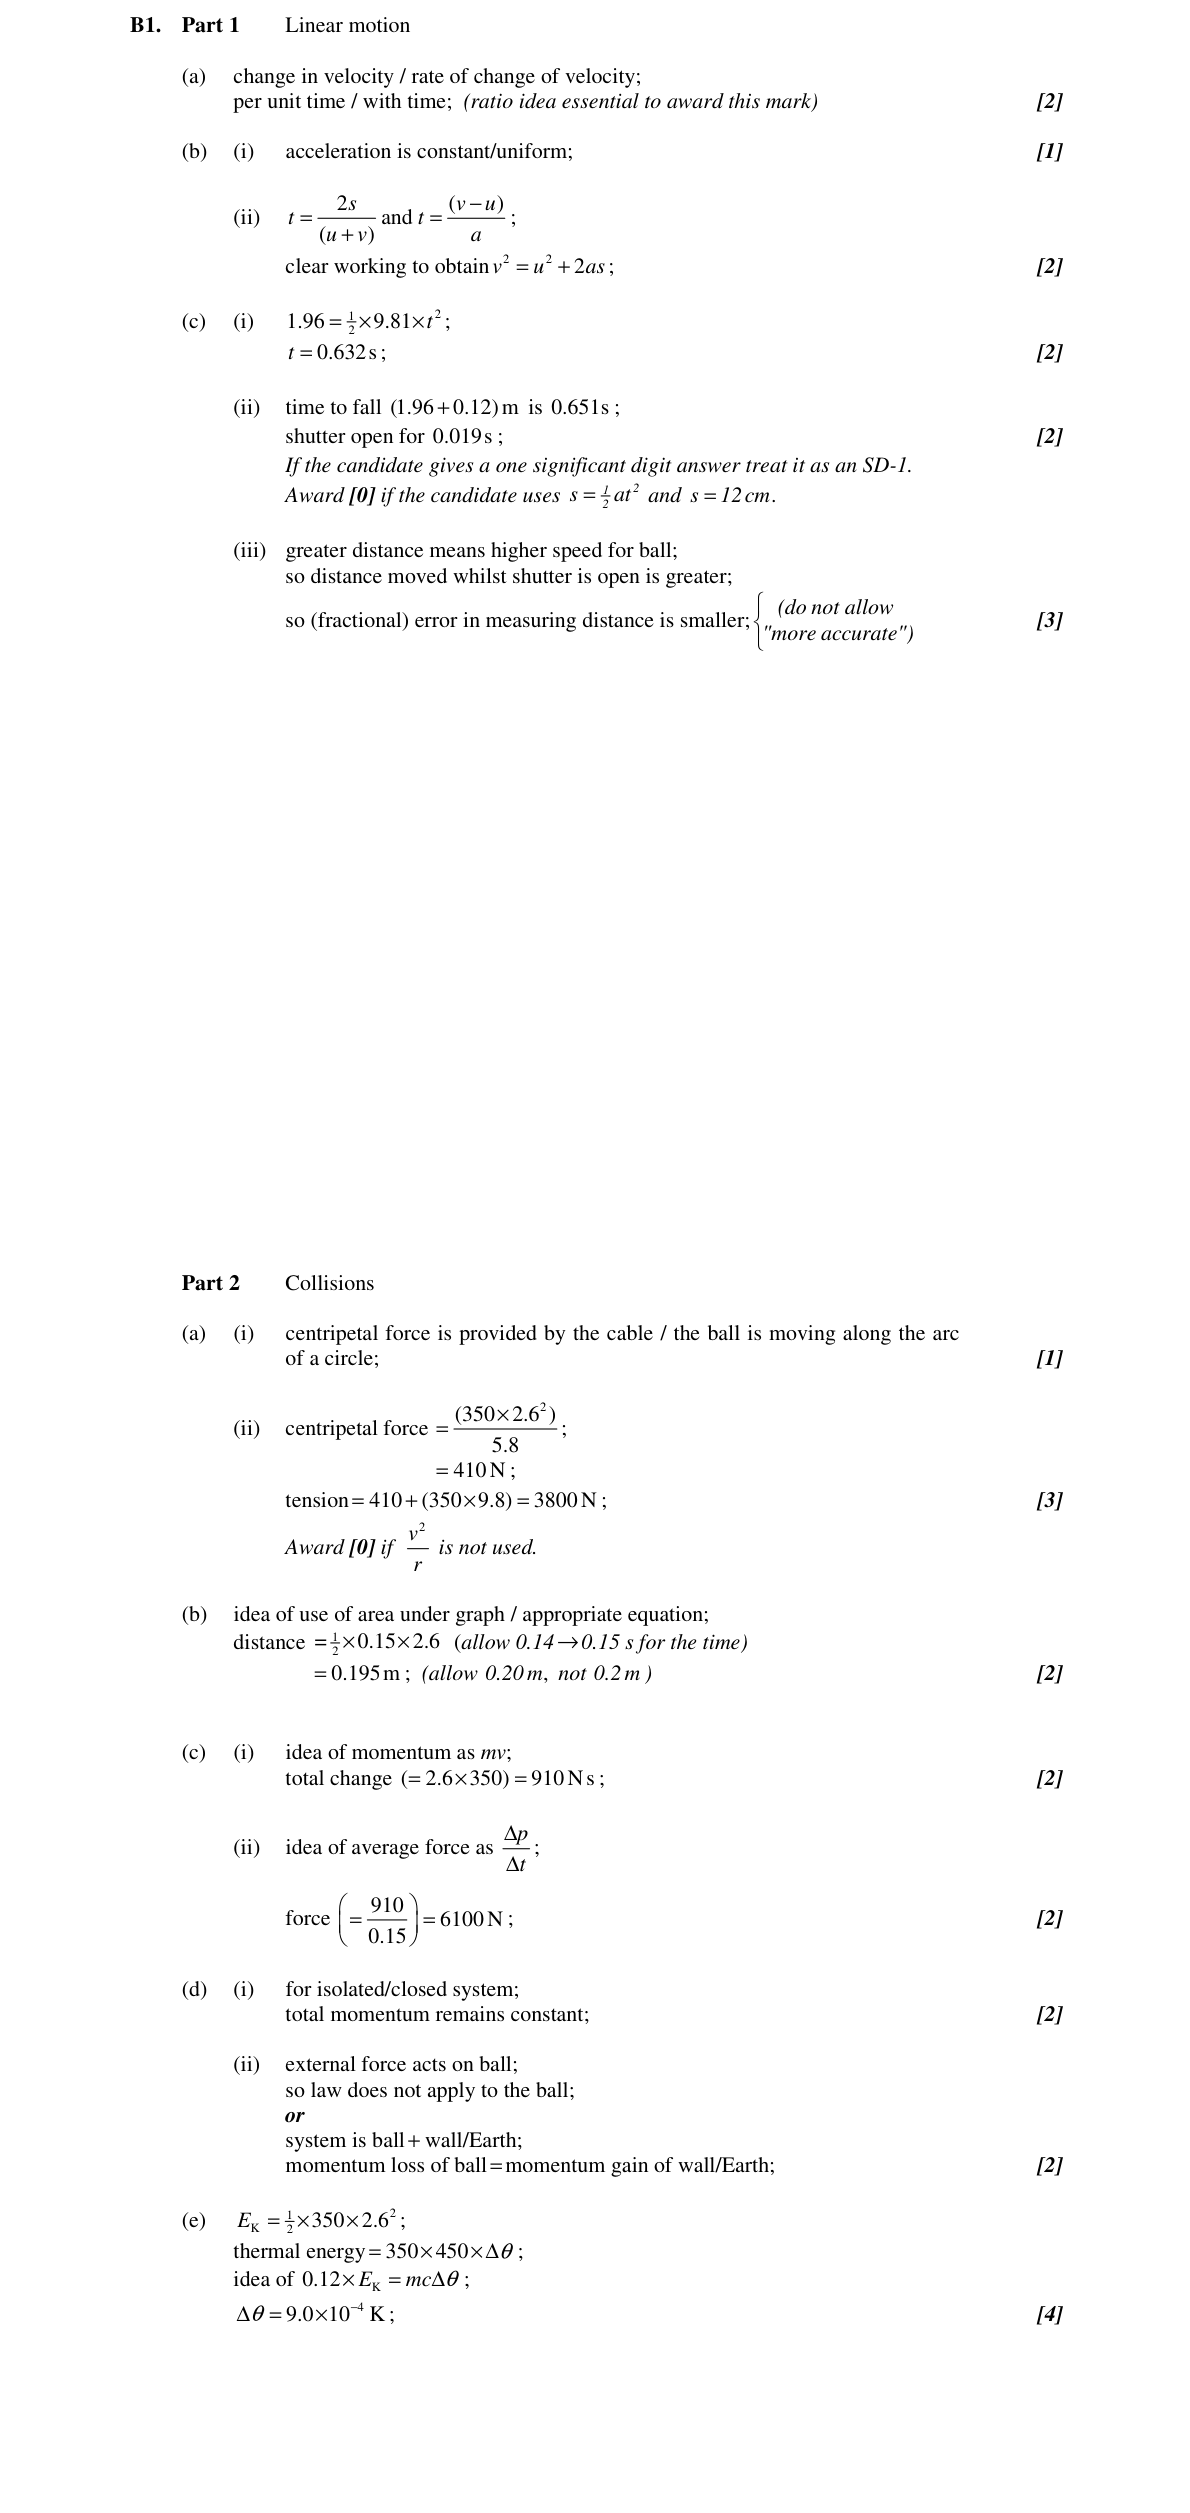 B1. Part 1 Linear motion
(a) change in velocity / rate of change of velocity;
per unit time / with time; (ratio idea essential to award this mark) [2]
(b) (i) acceleration is constant/uniform; [1]
(ii) t = 2s/(u + v) and t = (v − u)/a ;
clear working to obtain v² = u² + 2as ; [2]
(c) (i) 1.96 = ½ × 9.81 × t² ;
t = 0.632 s ; [2]
(ii) time to fall (1.96 + 0.12) m is 0.651s ;
shutter open for 0.019 s ; [2]
If the candidate gives a one significant digit answer treat it as an SD-1.
Award [0] if the candidate uses s = ½at² and s = 12 cm.
(iii) greater distance means higher speed for ball;
so distance moved whilst shutter is open is greater;
so (fractional) error in measuring distance is smaller; { (do not allow "more accurate") [3]
Part 2 Collisions
(a) (i) centripetal force is provided by the cable / the ball is moving along the arc
of a circle; [1]
(ii) centripetal force = (350 × 2.6²)/5.8 ;
= 410 N ;
tension = 410 + (350 × 9.8) = 3800 N ; [3]
Award [0] if v²/r is not used.
(b) idea of use of area under graph / appropriate equation;
distance = ½ × 0.15 × 2.6 (allow 0.14 → 0.15 s for the time)
= 0.195 m ; (allow 0.20 m, not 0.2 m ) [2]
(c) (i) idea of momentum as mv;
total change (= 2.6 × 350) = 910 N s ; [2]
(ii) idea of average force as Δp/Δt ;
force (= 910/0.15) = 6100 N ; [2]
(d) (i) for isolated/closed system;
total momentum remains constant; [2]
(ii) external force acts on ball;
so law does not apply to the ball;
or
system is ball + wall/Earth;
momentum loss of ball = momentum gain of wall/Earth; [2]
(e) E_K = ½ × 350 × 2.6² ;
thermal energy = 350 × 450 × Δθ ;
idea of 0.12 × E_K = mcΔθ ;
Δθ = 9.0 × 10⁻⁴ K ; [4]